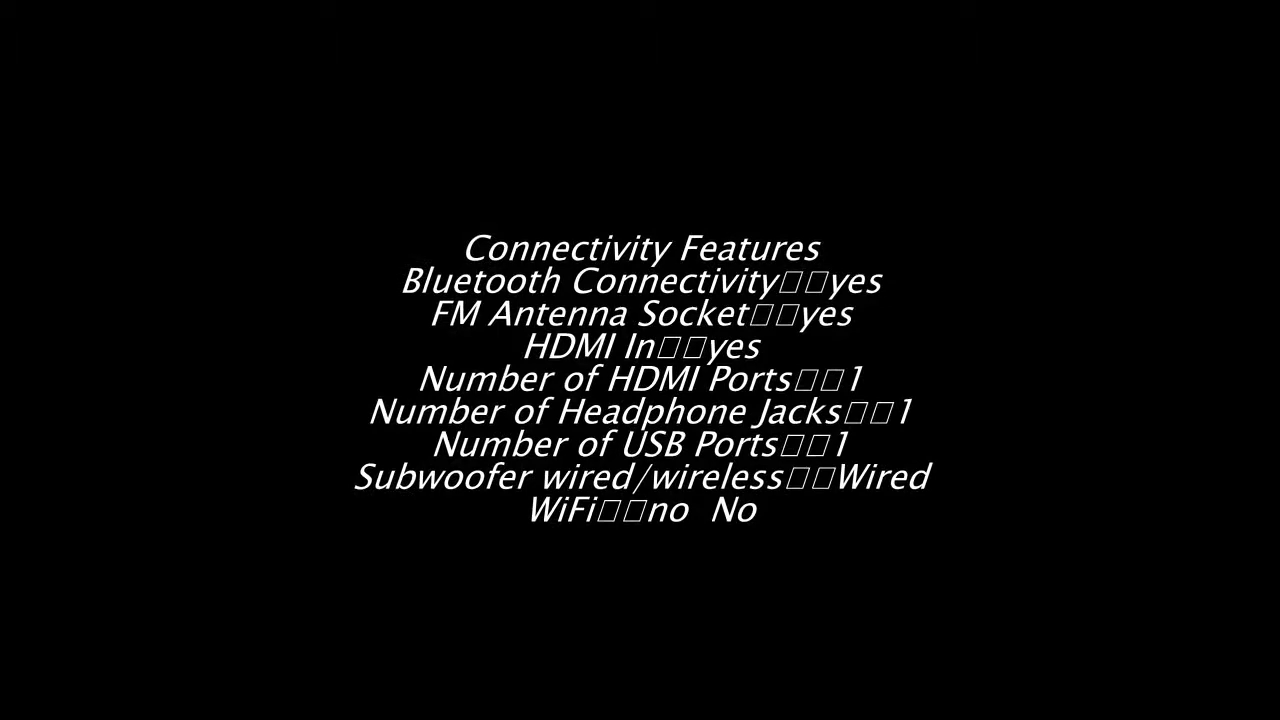 Connectivity Features
Bluetooth Connectivity□□yes
FM Antenna Socket□□yes
HDMI In□□yes
Number of HDMI Ports□□1
Number of Headphone Jacks□□1
Number of USB Ports□□1
Subwoofer wired/wireless□□Wired
WiFi□□no  No